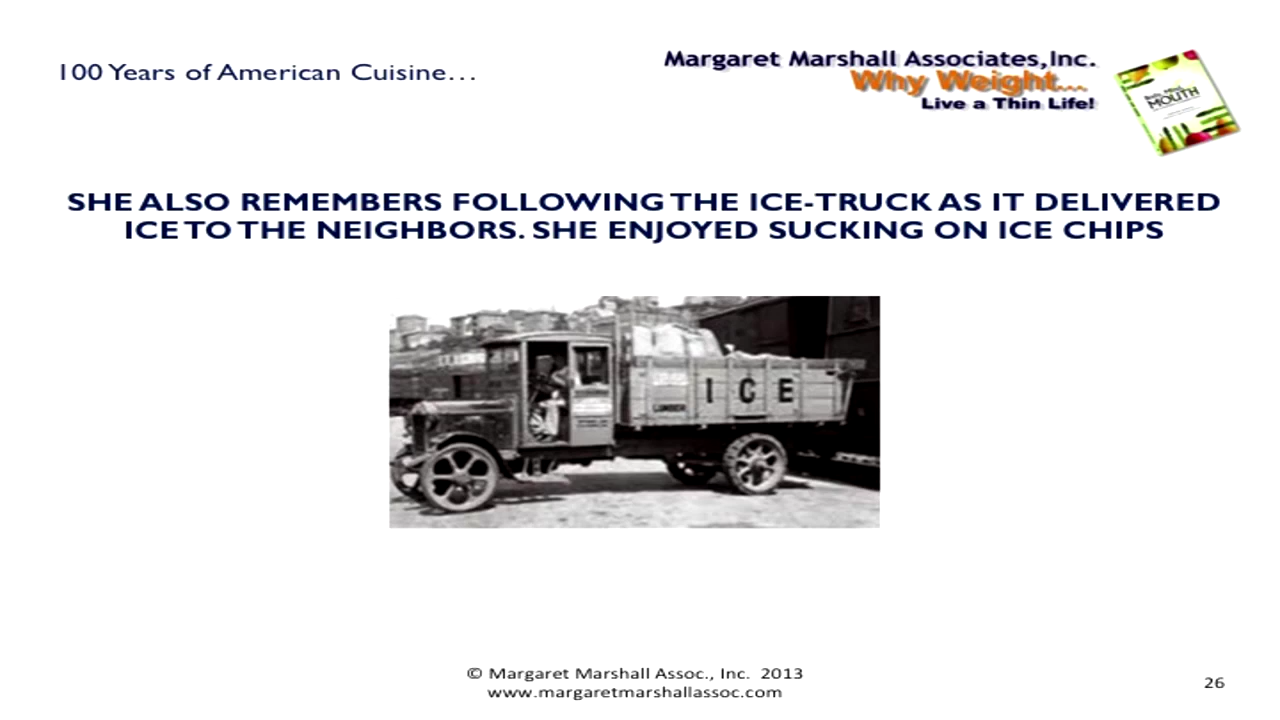 100 Years of American Cuisine…
Margaret Marshall Associates,Inc.
Why Weight....
Live a Thin Life!
MOUTH
SHE ALSO REMEMBERS FOLLOWING THE ICE-TRUCK AS IT DELIVERED
ICE TO THE NEIGHBORS. SHE ENJOYED SUCKING ON ICE CHIPS
ICE
LUMBER
© Margaret Marshall Assoc., Inc. 2013
www.margaretmarshallassoc.com
26